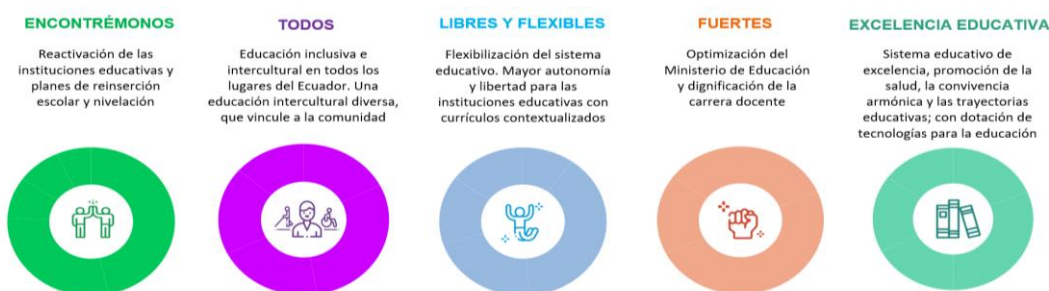 ENCONTRÉMONOS
Reactivación de las
instituciones educativas y
planes de reinserción
escolar y nivelación
TODOS
Educación inclusiva e
intercultural en todos los
lugares del Ecuador. Una
educación intercultural diversa,
que vincule a la comunidad
LIBRES Y FLEXIBLES
Flexibilización del sistema
educativo. Mayor autonomía
y libertad para las
instituciones educativas con
currículos contextualizados
FUERTES
Optimización del
Ministerio de Educación
y dignificación de la
carrera docente
EXCELENCIA EDUCATIVA
Sistema educativo de
excelencia, promoción de la
salud, la convivencia
armónica y las trayectorias
educativas; con dotación de
tecnologías para la educación